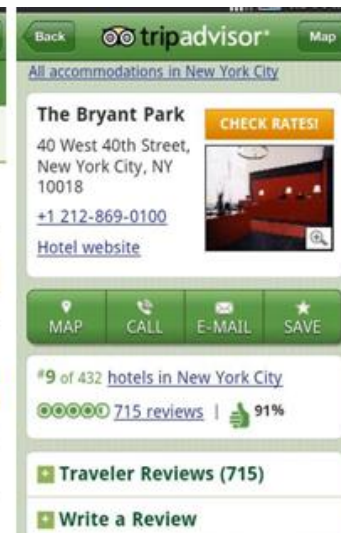 Back
tripadvisor
Map
All accommodations in New York City
The Bryant Park
40 West 40th Street,
New York City, NY
10018
+1 212-869-0100
Hotel website
CHECK RATES!
MAP CALL E-MAIL SAVE
#9 of 432 hotels in New York City
715 reviews | 91%
Traveler Reviews (715)
Write a Review